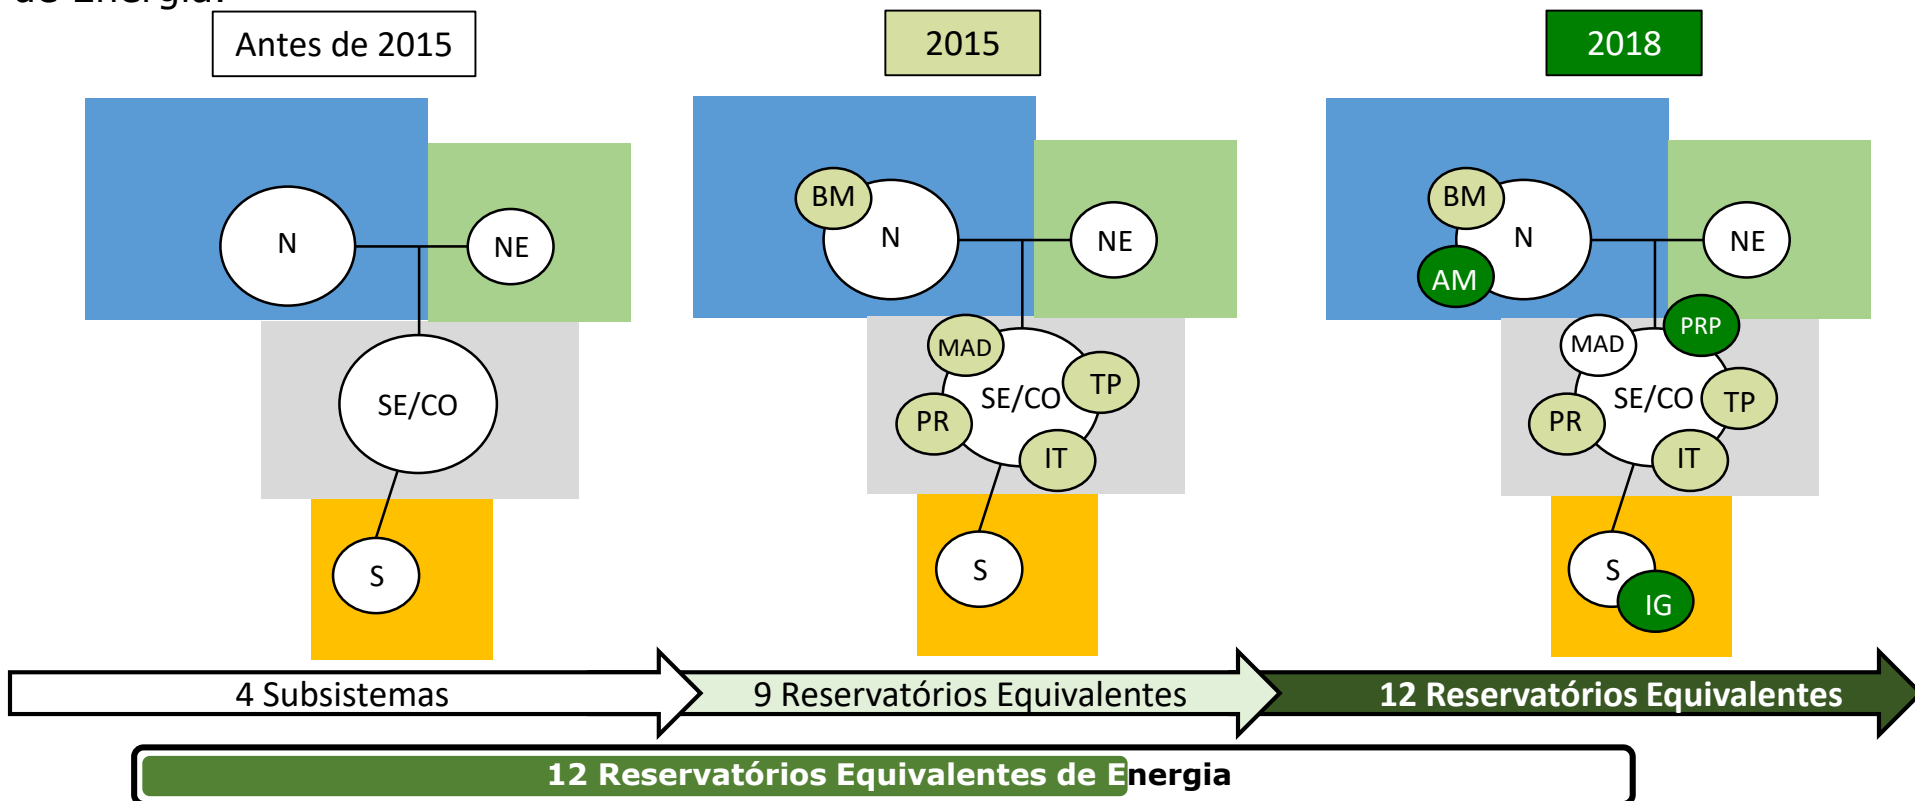 de Energia.
Antes de 2015
2015
2018
N
NE
SE/CO
S
BM
N
NE
MAD
TP
SE/CO
PR
IT
S
BM
N
NE
AM
PRP
MAD
SE/CO
TP
PR
IT
S
IG
4 Subsistemas
9 Reservatórios Equivalentes
12 Reservatórios Equivalentes
12 Reservatórios Equivalentes de Energia